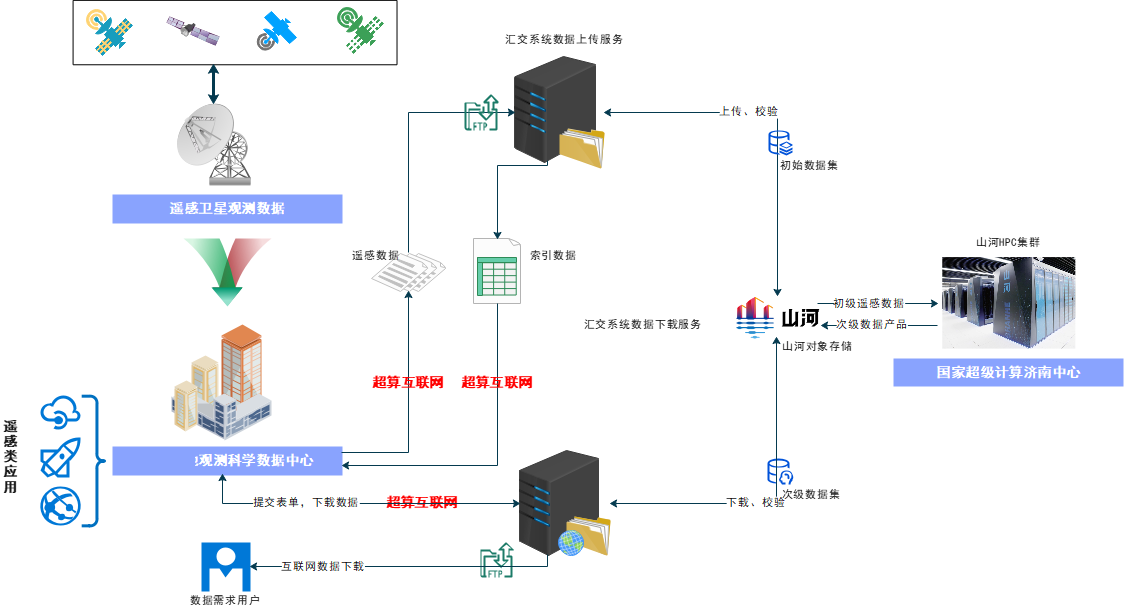 汇交系统数据上传服务
FTP
上传、校验
初始数据集
遥感卫星观测数据
遥感数据
索引数据
山河HPC集群
初级遥感数据
次级数据产品
汇交系统数据下载服务
山河
山河对象存储
国家超级计算济南中心
超算互联网
超算互联网
遥感类应用
观测科学数据中心
提交表单，下载数据
超算互联网
下载、校验
次级数据集
FTP
互联网数据下载
数据需求用户